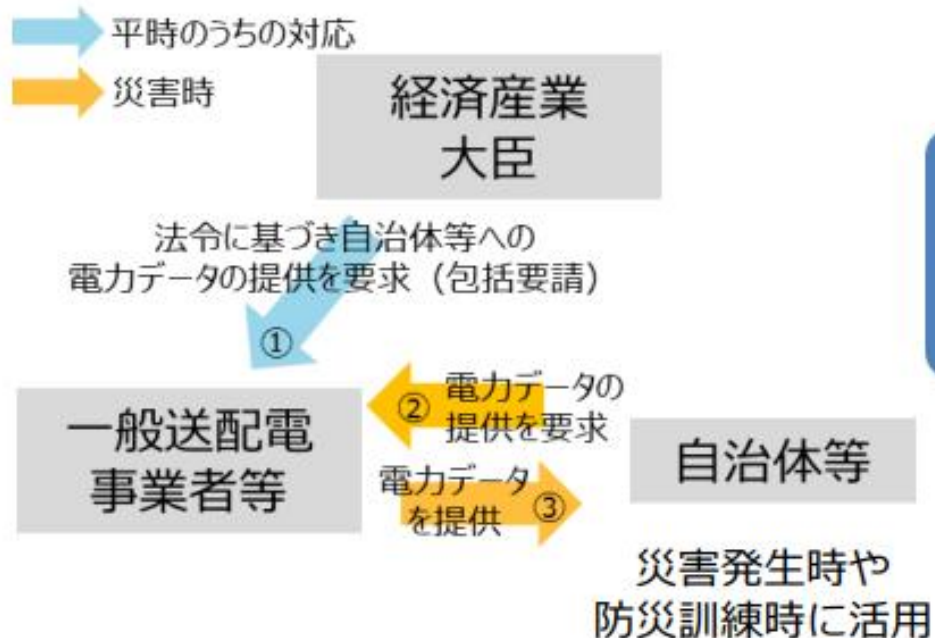 平時のうちの対応
災害時
経済産業
大臣
法令に基づき自治体等への
電力データの提供を要求（包括要請）
①
一般送配電
事業者等
②
電力データの
提供を要求
自治体等
電力データ
を提供
③
災害発生時や
防災訓練時に活用